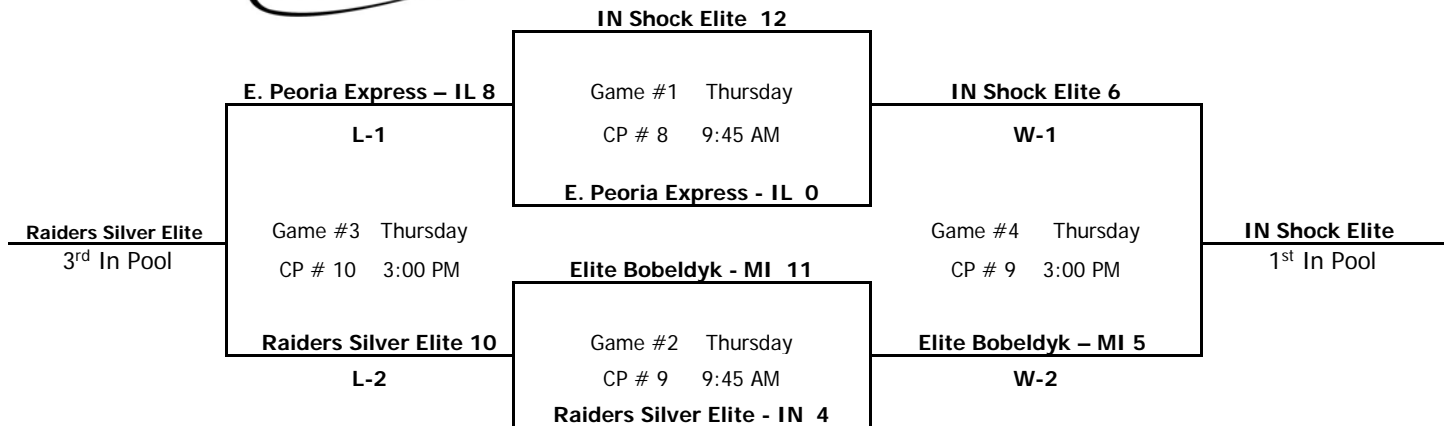 IN Shock Elite 12
E. Peoria Express – IL 8 Game #1 Thursday IN Shock Elite 6
L-1 CP # 8 9:45 AM W-1
E. Peoria Express - IL 0
Raiders Silver Elite Game #3 Thursday Game #4 Thursday IN Shock Elite
3rd In Pool CP # 10 3:00 PM Elite Bobeldyk - MI 11 CP # 9 3:00 PM 1st In Pool
Raiders Silver Elite 10 Game #2 Thursday Elite Bobeldyk – MI 5
L-2 CP # 9 9:45 AM W-2
Raiders Silver Elite - IN 4